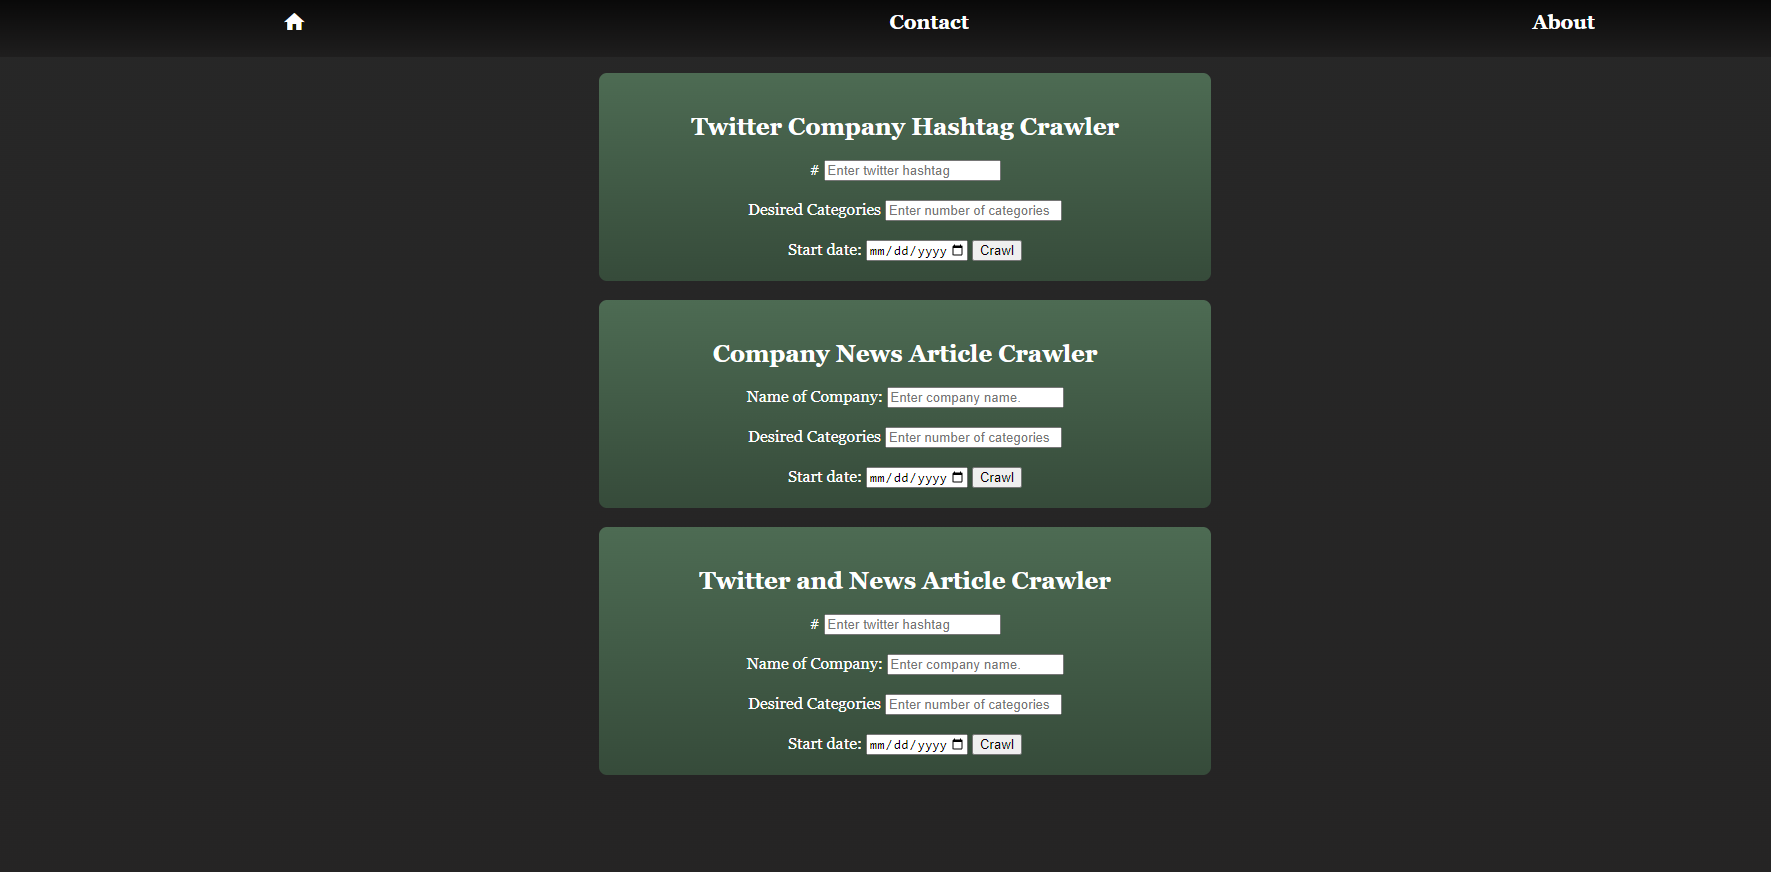 Contact About
Twitter Company Hashtag Crawler
# Enter twitter hashtag
Desired Categories Enter number of categories
Start date: mm/dd/yyyy Crawl
Company News Article Crawler
Name of Company: Enter company name.
Desired Categories Enter number of categories
Start date: mm/dd/yyyy Crawl
Twitter and News Article Crawler
# Enter twitter hashtag
Name of Company: Enter company name.
Desired Categories Enter number of categories
Start date: mm/dd/yyyy Crawl